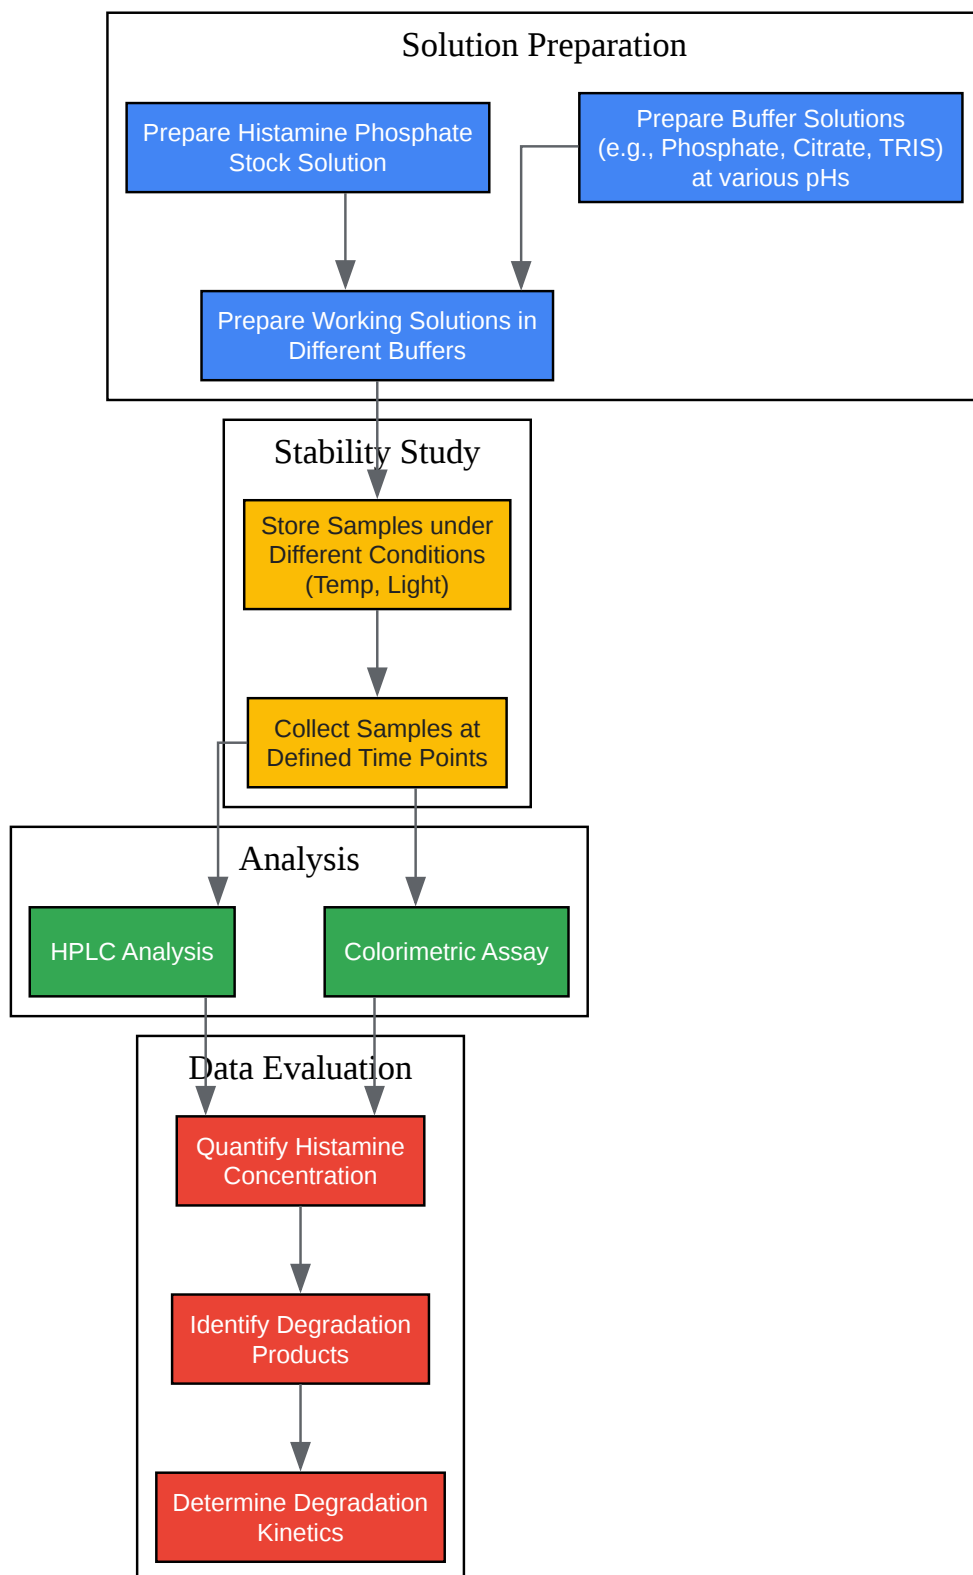 Solution Preparation
Prepare Histamine Phosphate
Stock Solution
Prepare Buffer Solutions
(e.g., Phosphate, Citrate, TRIS)
at various pHs
Prepare Working Solutions in
Different Buffers
Stability Study
Store Samples under
Different Conditions
(Temp, Light)
Collect Samples at
Defined Time Points
Analysis
HPLC Analysis
Colorimetric Assay
Data Evaluation
Quantify Histamine
Concentration
Identify Degradation
Products
Determine Degradation
Kinetics